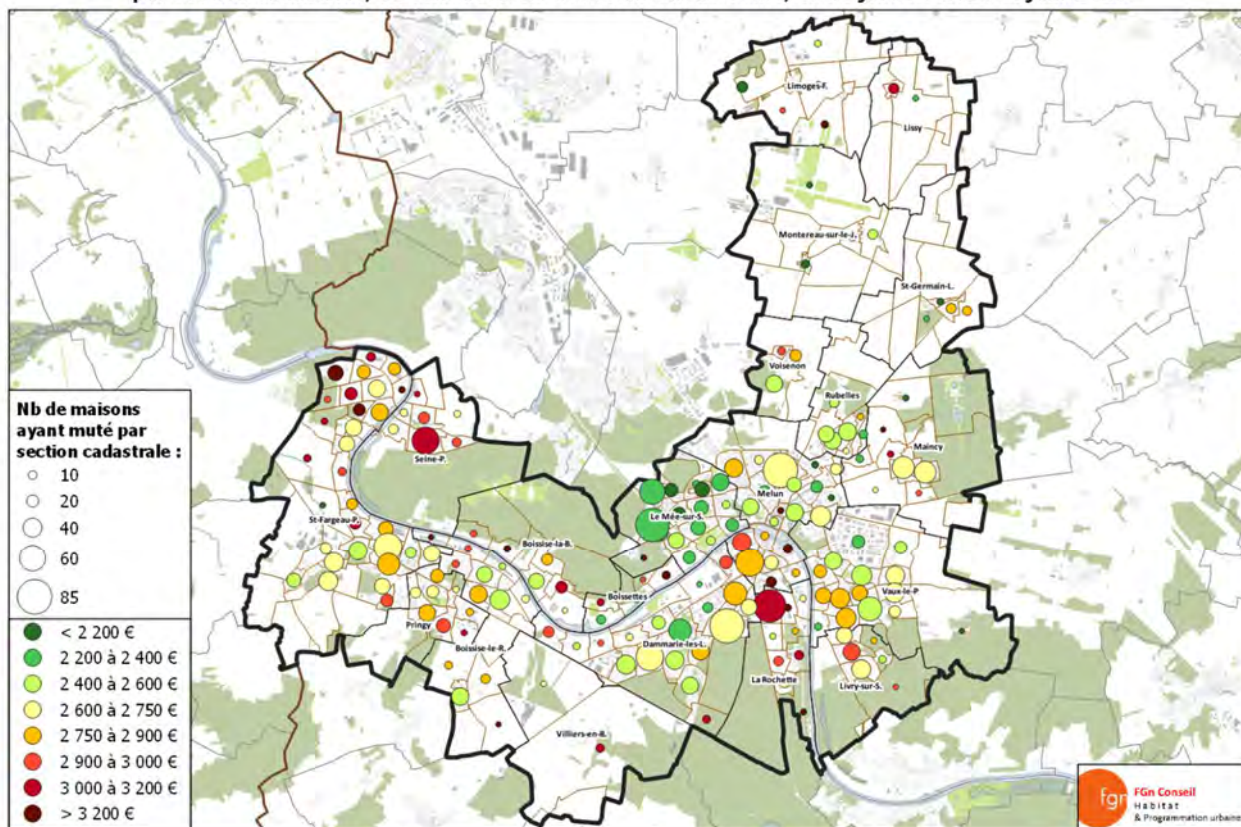 Nb de maisons
ayant muté par
section cadastrale :
10
20
40
60
85
< 2 200 €
2 200 à 2 400 €
2 400 à 2 600 €
2 600 à 2 750 €
2 750 à 2 900 €
2 900 à 3 000 €
3 000 à 3 200 €
> 3 200 €
Limoges-F.
Lissy
Montereau-sur-le-J.
St-Germain-L.
Voisenon
Rubelles
Maincy
Seine-P.
Melun
Le Mée-sur-S.
St-Fargeau-P.
Boissise-la-B.
Boissettes
Vaux-le-P
Pringy
Dammarie-les-L.
Boissise-le-R.
La Rochette
Livry-sur-S.
Villiers-en-B.
fgn
FGn Conseil
Habitat
& Programmation urbaine